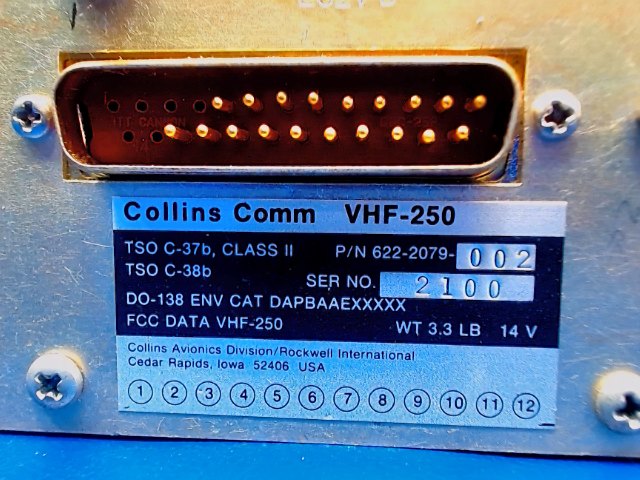 ITT CANNON
Collins Comm VHF-250
TSO C-37b, CLASS II P/N 622-2079-002
TSO C-38b
SER NO. 2100
DO-138 ENV CAT DAPBAAEXXXXX
FCC DATA VHF-250 WT 3.3 LB 14 V
Collins Avionics Division/Rockwell International
Cedar Rapids, Iowa 52406 USA
1 2 3 4 5 6 7 8 9 10 11 12